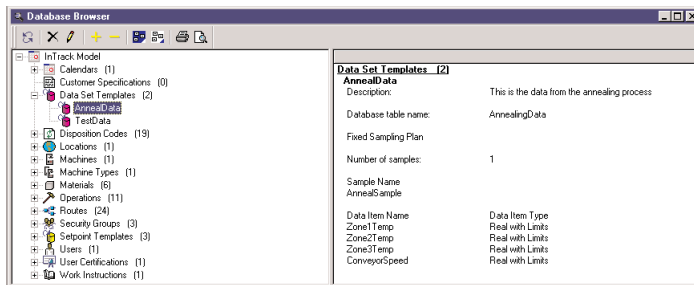 Database Browser
InTrack Model
Calendars (1)
Customer Specifications (0)
Data Set Templates (2)
AnnealData
TestData
Disposition Codes (19)
Locations (1)
Machines (1)
Machine Types (1)
Materials (6)
Operations (11)
Routes (24)
Security Groups (3)
Setpoint Templates (3)
Users (1)
User Certifications (1)
Work Instructions (1)
Data Set Templates (2)
AnnealData
Description: This is the data from the annealing process
Database table name: AnnealingData
Fixed Sampling Plan
Number of samples: 1
Sample Name
AnnealSample
Data Item Name Data Item Type
Zone1Temp Real with Limits
Zone2Temp Real with Limits
Zone3Temp Real with Limits
ConveyorSpeed Real with Limits